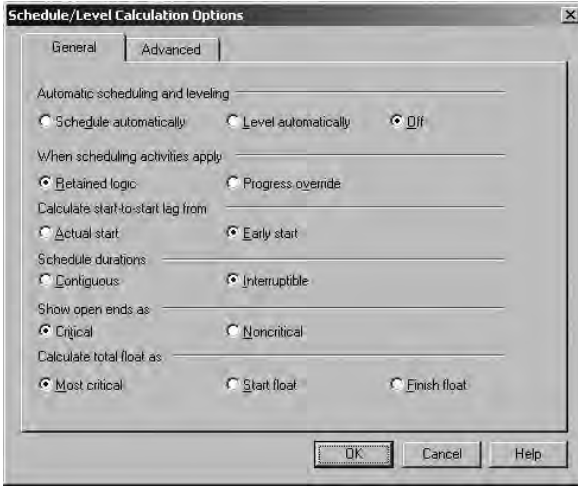 Schedule/Level Calculation Options
General Advanced
Automatic scheduling and leveling
Schedule automatically Level automatically Off
When scheduling activities apply
Retained logic Progress override
Calculate start-to-start lag from
Actual start Early start
Schedule durations
Contiguous Interruptible
Show open ends as
Critical Noncritical
Calculate total float as
Most critical Start float Finish float
OK Cancel Help